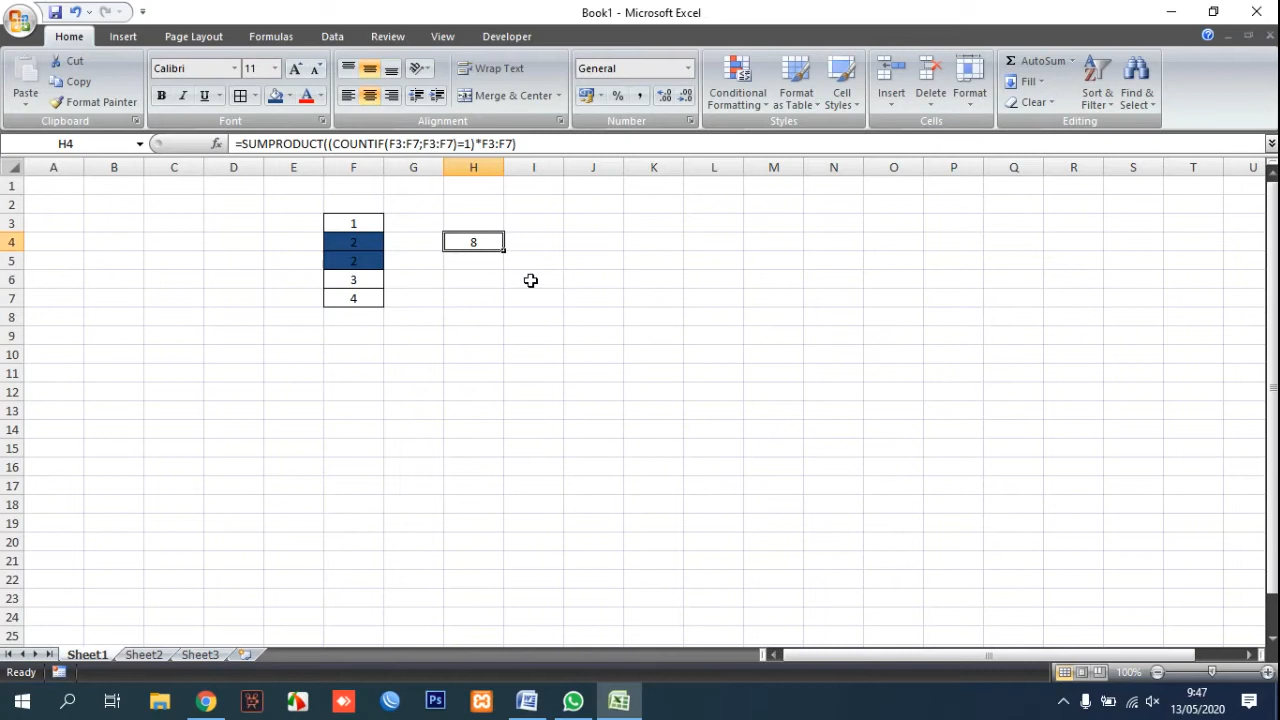 Book1 - Microsoft Excel
Home Insert Page Layout Formulas Data Review View Developer
Paste
Cut
Copy
Format Painter
Clipboard
Calibri 11
B I U
Font
Wrap Text
Merge & Center
Alignment
General
% ,
Number
Conditional Formatting
Format as Table
Cell Styles
Styles
Insert Delete Format
Cells
Σ AutoSum
Fill
Clear
Sort & Filter
Find & Select
Editing
H4 fx =SUMPRODUCT((COUNTIF(F3:F7;F3:F7)=1)*F3:F7)
A B C D E F G H I J K L M N O P Q R S T U
1
2
3 1
4 2 8
5 2
6 3
7 4
8
9
10
11
12
13
14
15
16
17
18
19
20
21
22
23
24
25
Sheet1 Sheet2 Sheet3
Ready 100%
Ps W X
9:47
13/05/2020